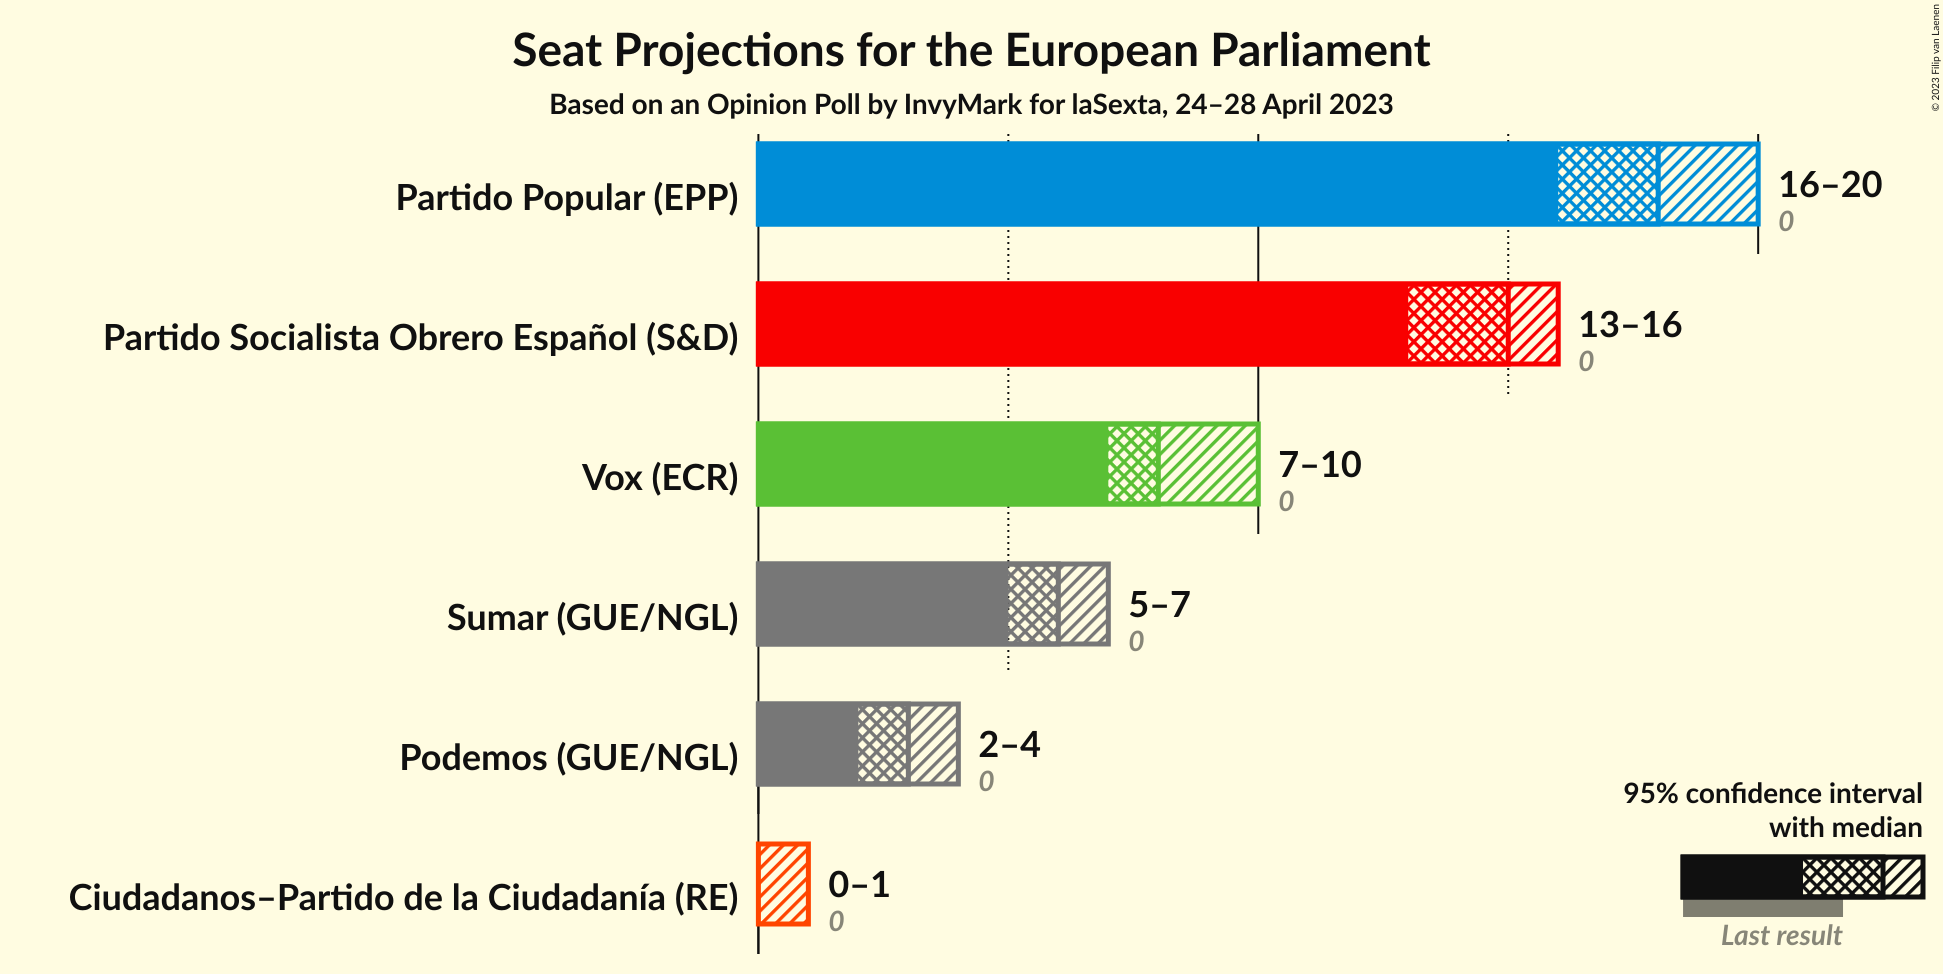 Seat Projections for the European Parliament
Based on an Opinion Poll by InvyMark for laSexta, 24–28 April 2023
© 2023 Filip van Laenen
Partido Popular (EPP)
16–20
0
Partido Socialista Obrero Español (S&D)
13–16
0
Vox (ECR)
7–10
0
Sumar (GUE/NGL)
5–7
0
Podemos (GUE/NGL)
2–4
0
Ciudadanos–Partido de la Ciudadanía (RE)
0–1
0
95% confidence interval
with median
Last result